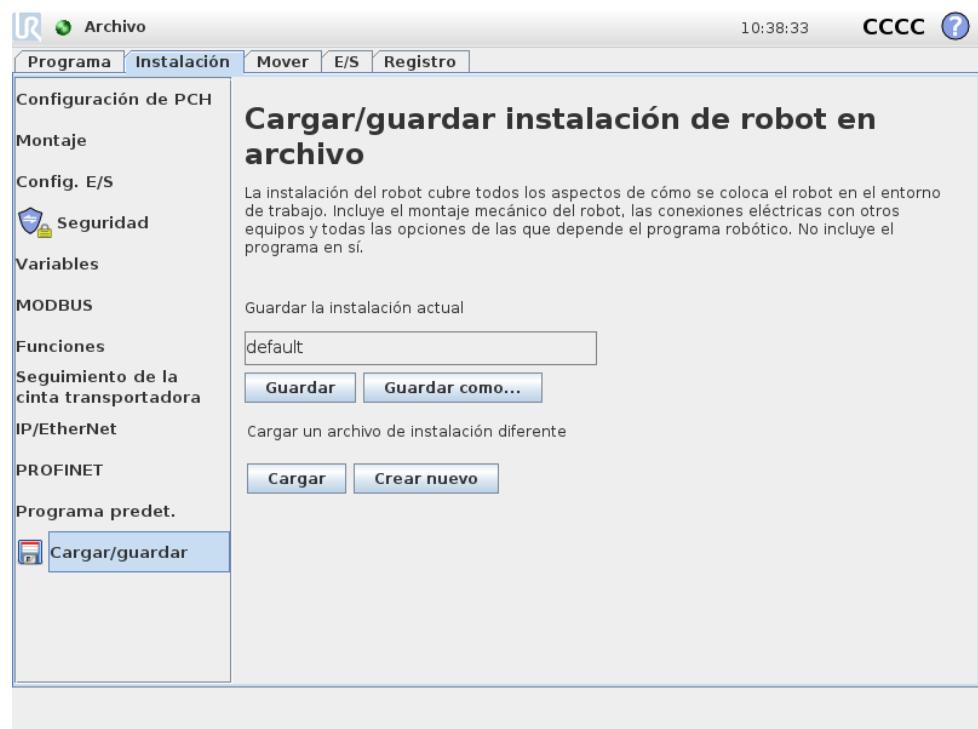 UR Archivo 10:38:33 CCCC ?
Programa Instalación Mover E/S Registro
Configuración de PCH
Montaje
Config. E/S
Seguridad
Variables
MODBUS
Funciones
Seguimiento de la
cinta transportadora
IP/EtherNet
PROFINET
Programa predet.
Cargar/guardar
Cargar/guardar instalación de robot en
archivo
La instalación del robot cubre todos los aspectos de cómo se coloca el robot en el entorno
de trabajo. Incluye el montaje mecánico del robot, las conexiones eléctricas con otros
equipos y todas las opciones de las que depende el programa robótico. No incluye el
programa en sí.
Guardar la instalación actual
default
Guardar Guardar como...
Cargar un archivo de instalación diferente
Cargar Crear nuevo